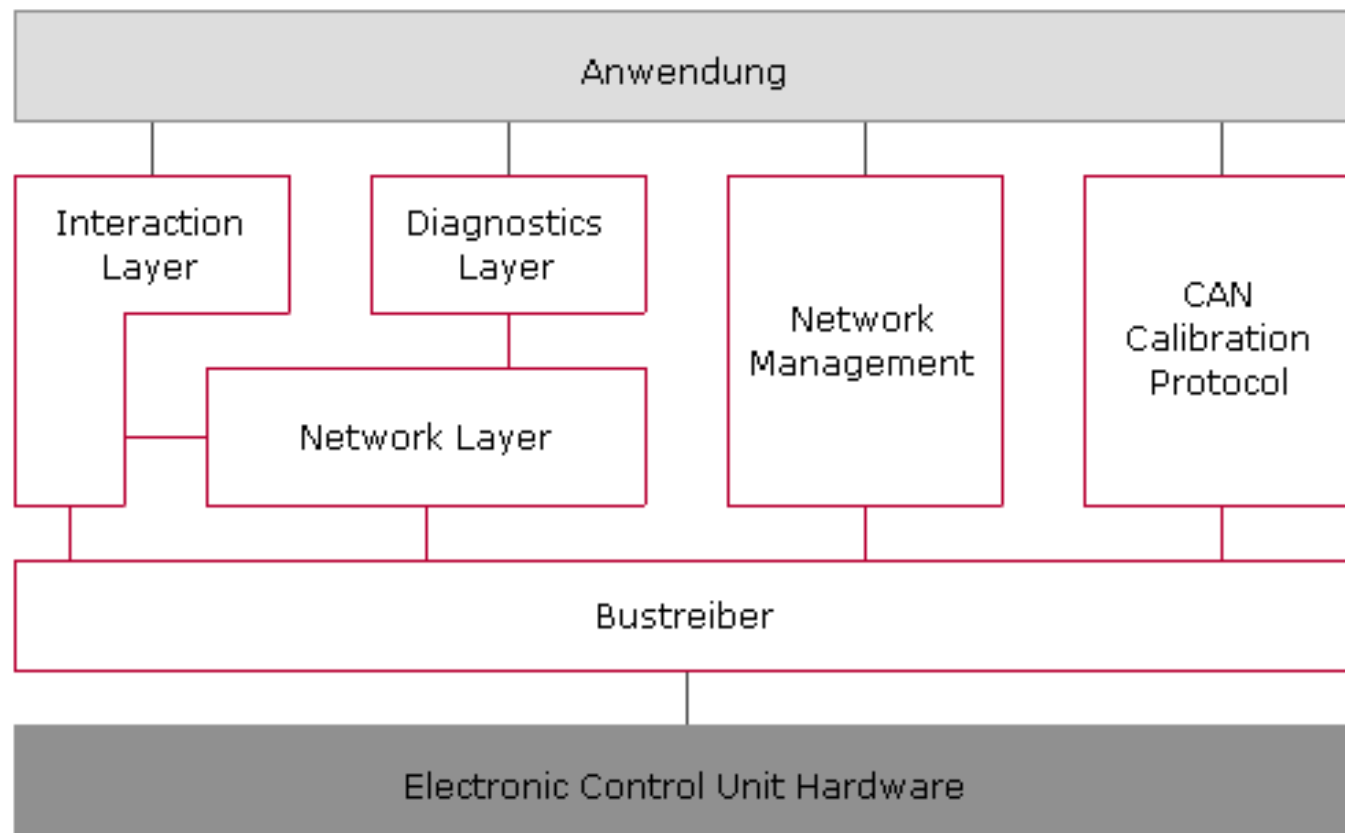 Anwendung
Interaction
Layer
Diagnostics
Layer
Network
Management
CAN
Calibration
Protocol
Network Layer
Bustreiber
Electronic Control Unit Hardware